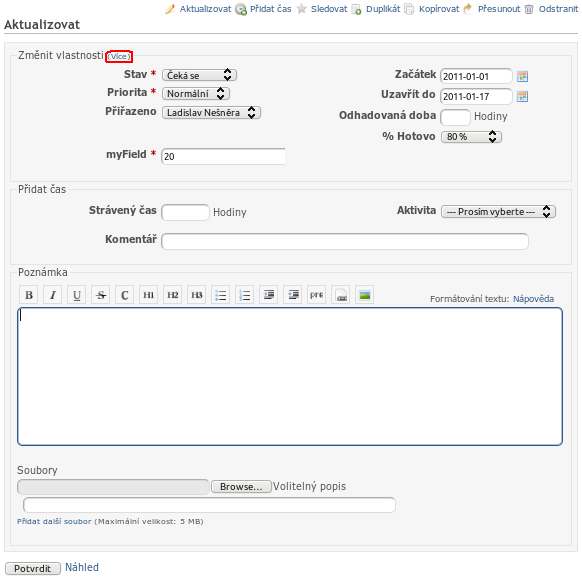 Aktualizovat Přidat čas Sledovat Duplikát Kopírovat Přesunout Odstranit
Aktualizovat
Změnit vlastnosti (Více)
Stav * Čeká se Začátek 2011-01-01
Priorita * Normální Uzavřít do 2011-01-17
Přiřazeno Ladislav Nešněra Odhadovaná doba Hodiny
% Hotovo 80 %
myField * 20
Přidat čas
Strávený čas Hodiny Aktivita --- Prosím vyberte ---
Komentář
Poznámka
B I U S C H1 H2 H3 pre Formátování textu: Nápověda
Soubory
Browse... Volitelný popis
Přidat další soubor (Maximální velikost: 5 MB)
Potvrdit Náhled